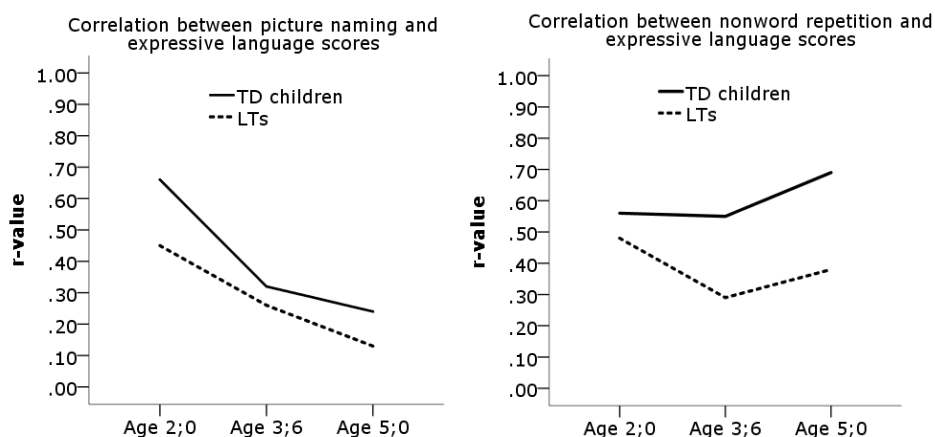 Correlation between picture naming and
expressive language scores
1.00
.90
.80
.70
.60
.50
.40
.30
.20
.10
.00
r-value
TD children
LTs
Age 2;0 Age 3;6 Age 5;0
Correlation between nonword repetition and
expressive language scores
1.00
.90
.80
.70
.60
.50
.40
.30
.20
.10
.00
r-value
TD children
LTs
Age 2;0 Age 3;6 Age 5;0